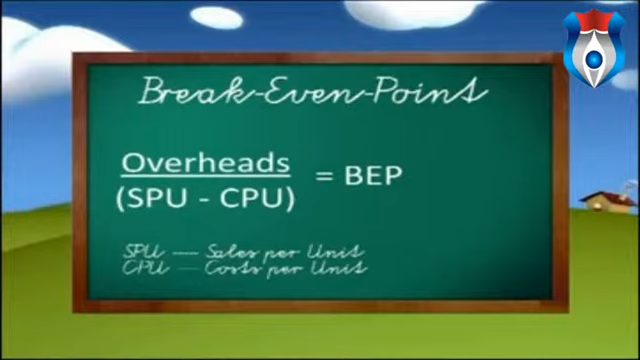 Break-Even-Point
Overheads
(SPU - CPU)
= BEP
SPU --- Sales per Unit
CPU --- Costs per Unit